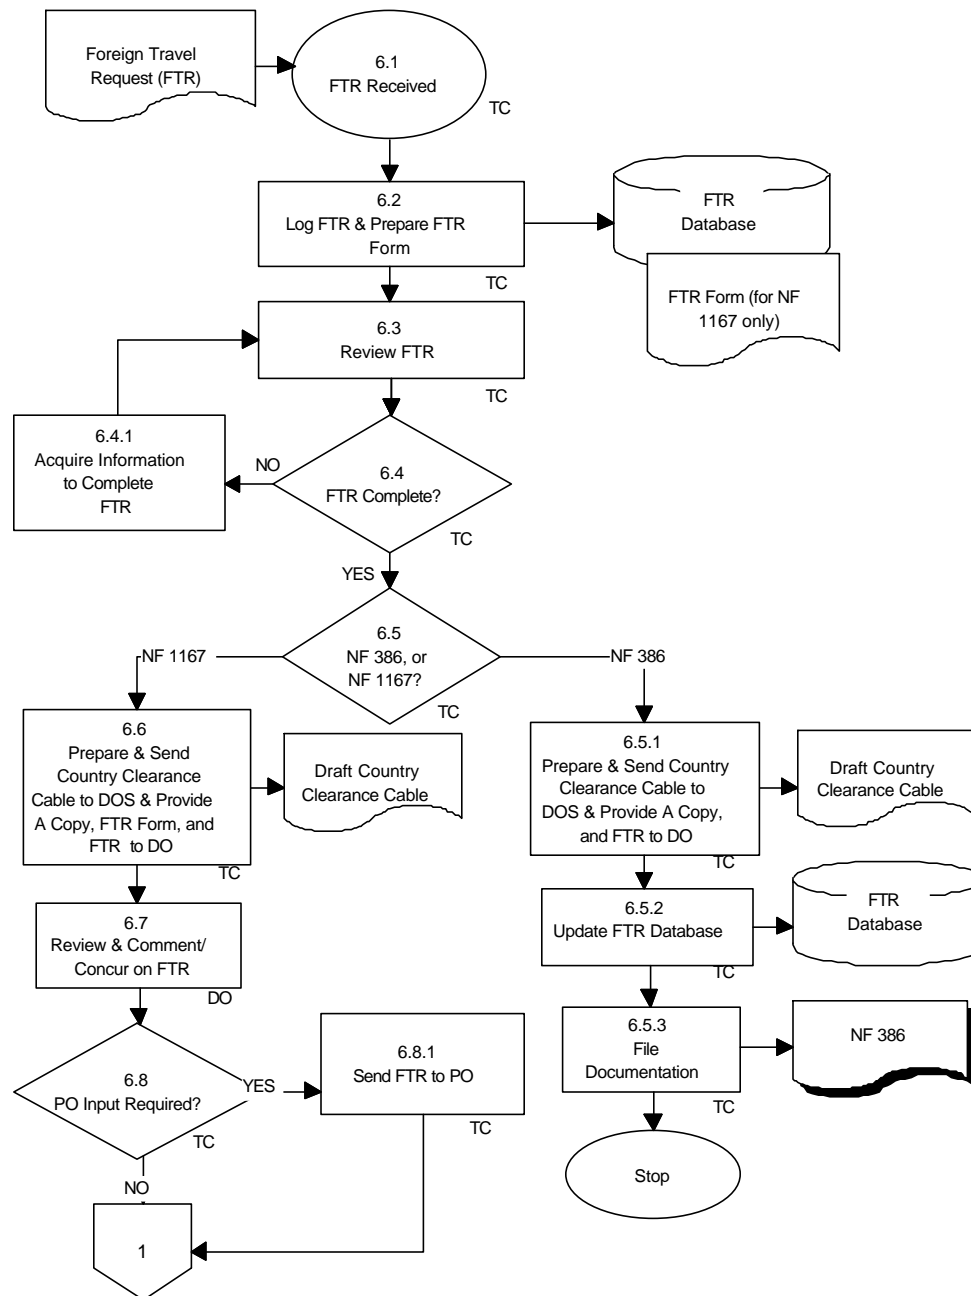 Foreign Travel
Request (FTR)
6.1
FTR Received
TC
6.2
Log FTR & Prepare FTR
Form
TC
FTR
Database
FTR Form (for NF
1167 only)
6.3
Review FTR
TC
6.4.1
Acquire Information
to Complete
FTR
NO
6.4
FTR Complete?
TC
YES
6.5
NF 386, or
NF 1167?
TC
NF 1167
NF 386
6.6
Prepare & Send
Country Clearance
Cable to DOS & Provide
A Copy, FTR Form, and
FTR to DO
TC
Draft Country
Clearance Cable
6.5.1
Prepare & Send Country
Clearance Cable to
DOS & Provide A Copy,
and FTR to DO
TC
Draft Country
Clearance Cable
6.7
Review & Comment/
Concur on FTR
DO
6.5.2
Update FTR Database
TC
FTR
Database
6.8
PO Input Required?
TC
YES
6.8.1
Send FTR to PO
TC
6.5.3
File
Documentation
TC
NF 386
NO
1
Stop